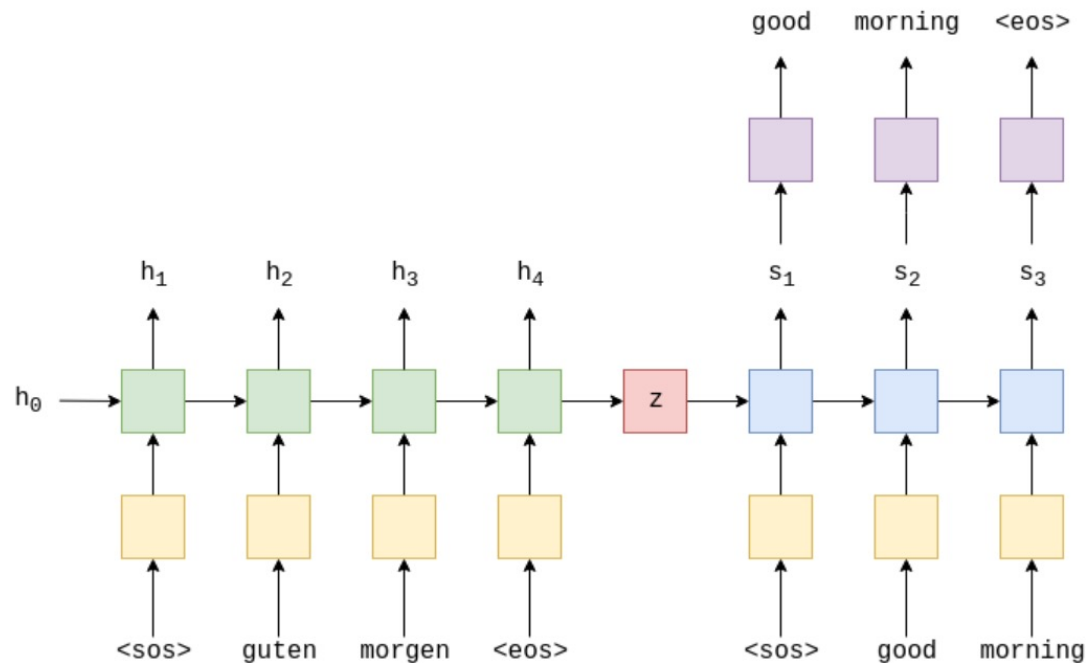 good morning <eos>
h₁ h₂ h₃ h₄ s₁ s₂ s₃
h₀ z
<sos> guten morgen <eos> <sos> good morning